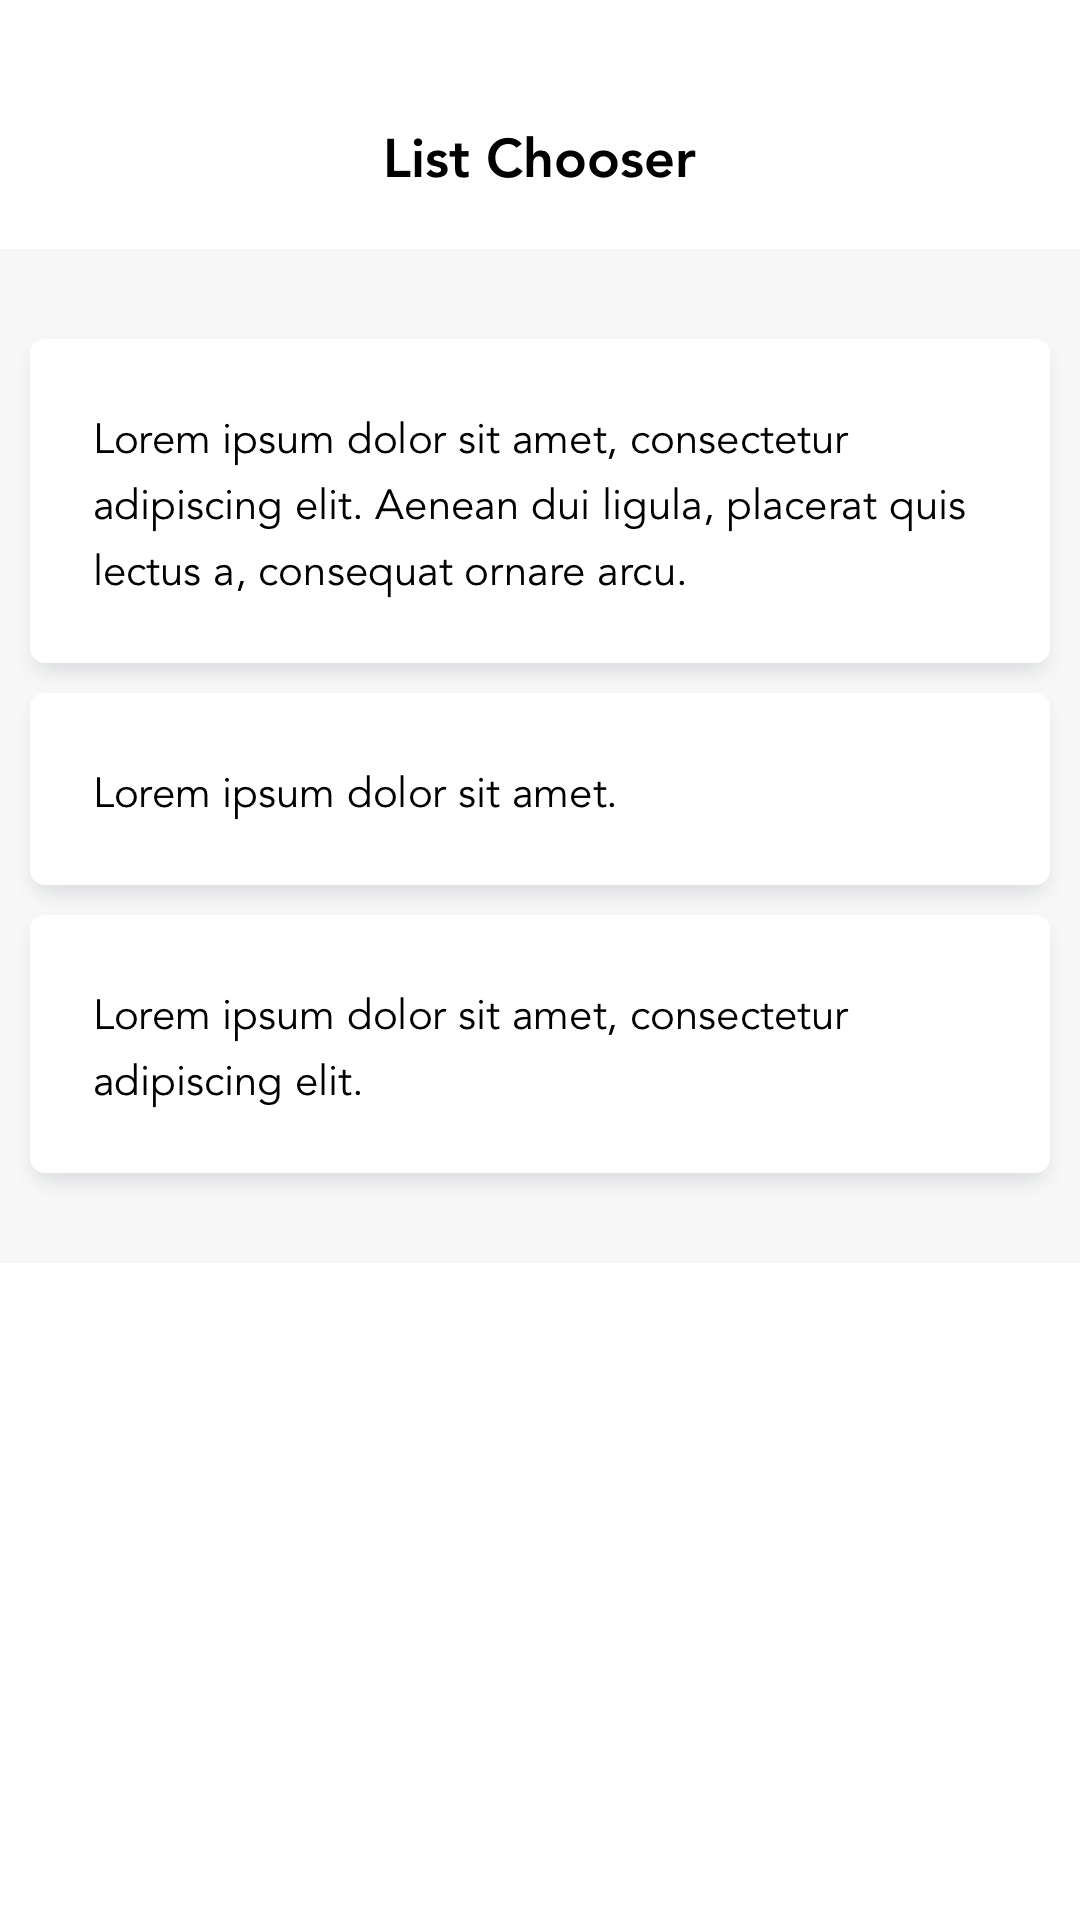 List Chooser
Lorem ipsum dolor sit amet, consectetur
adipiscing elit. Aenean dui ligula, placerat quis
lectus a, consequat ornare arcu.
Lorem ipsum dolor sit amet.
Lorem ipsum dolor sit amet, consectetur
adipiscing elit.